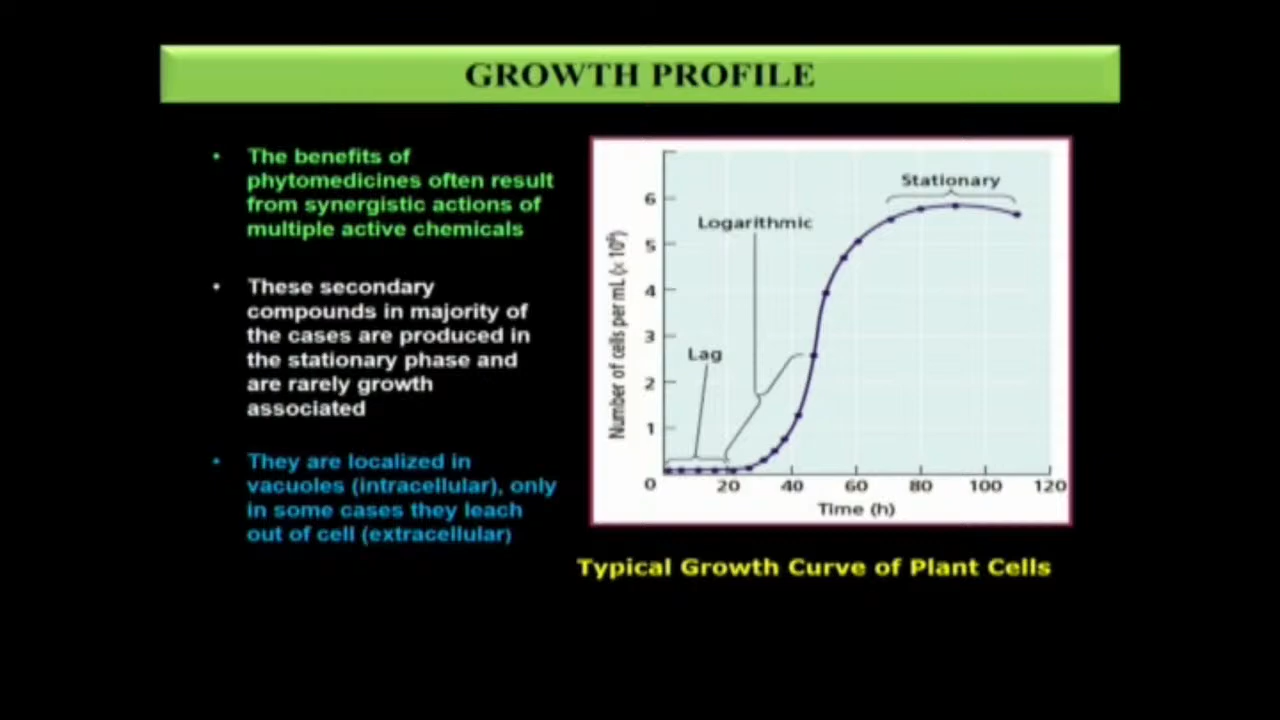 GROWTH PROFILE
• The benefits of
phytomedicines often result
from synergistic actions of
multiple active chemicals
• These secondary
compounds in majority of
the cases are produced in
the stationary phase and
are rarely growth
associated
• They are localized in
vacuoles (intracellular), only
in some cases they leach
out of cell (extracellular)
Stationary
Logarithmic
Lag
Number of cells per mL (× 10⁶)
6
5
4
3
2
1
0 20 40 60 80 100 120
Time (h)
Typical Growth Curve of Plant Cells